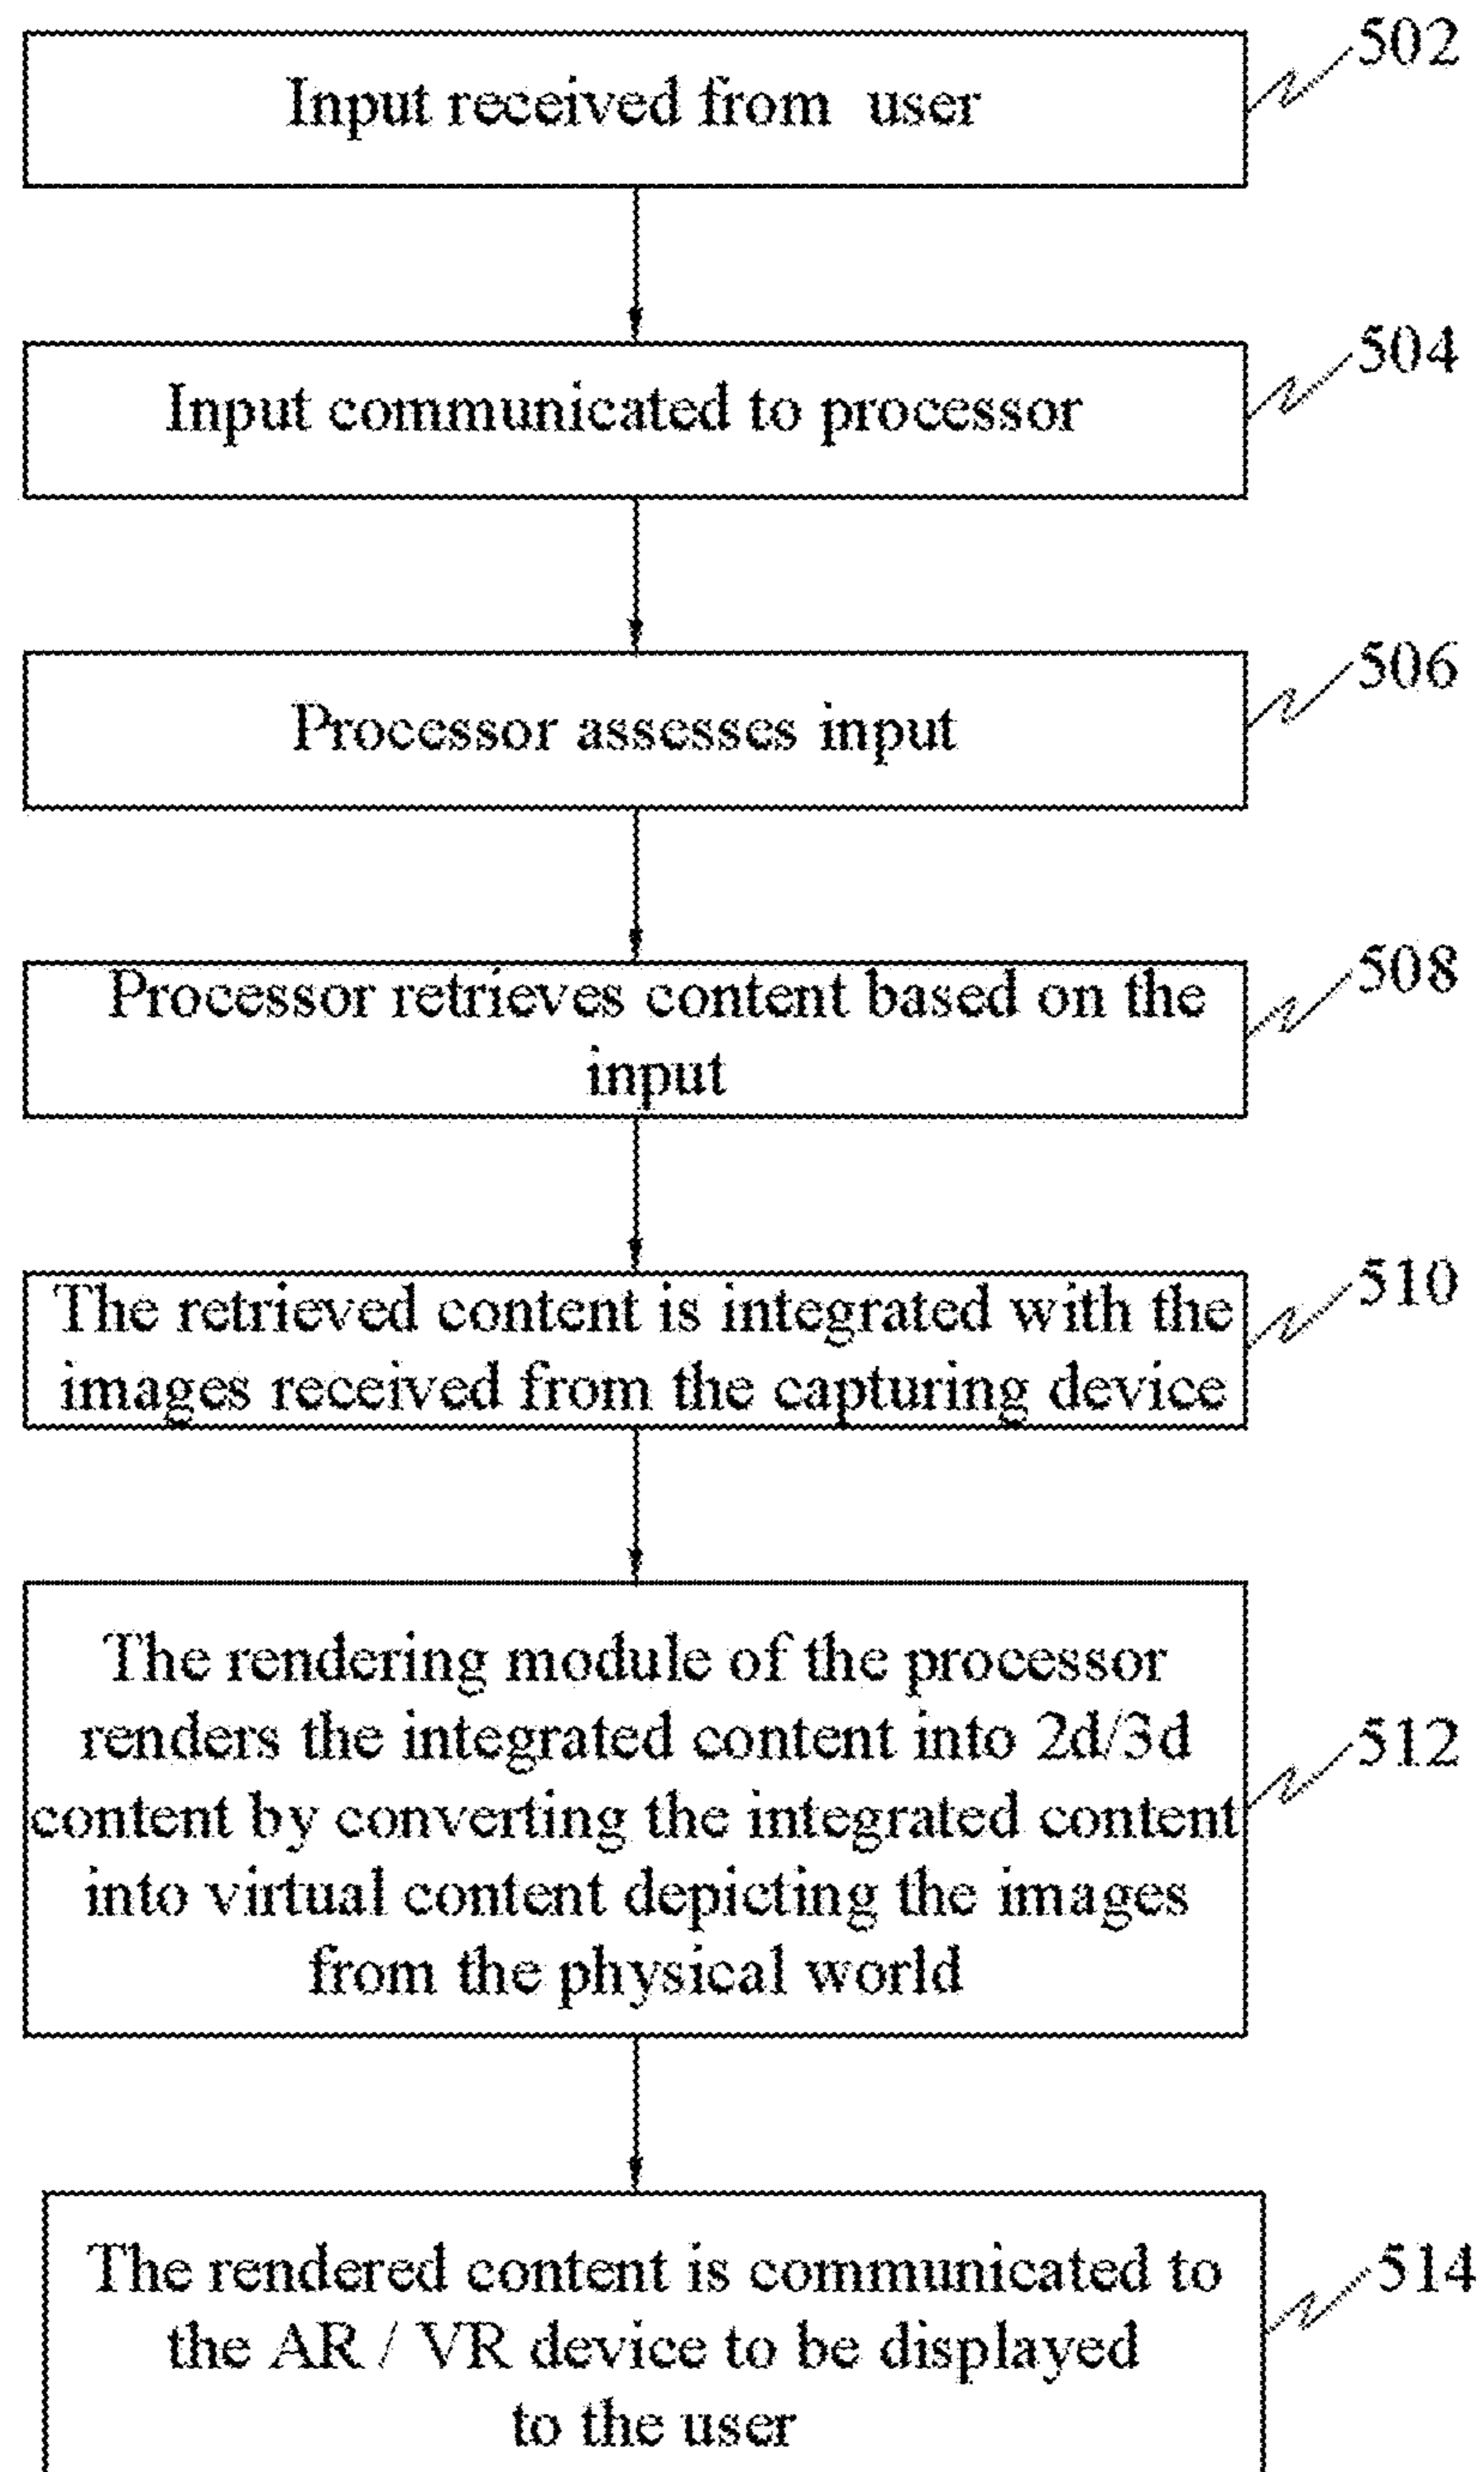 502
Input received from user
504
Input communicated to processor
506
Processor assesses input
508
Processor retrieves content based on the
input
510
The retrieved content is integrated with the
images received from the capturing device
The rendering module of the processor
renders the integrated content into 2d/3d
512
content by converting the integrated content
into virtual content depicting the images
from the physical world
514
The rendered content is communicated to
the AR / VR device to be displayed
to the user